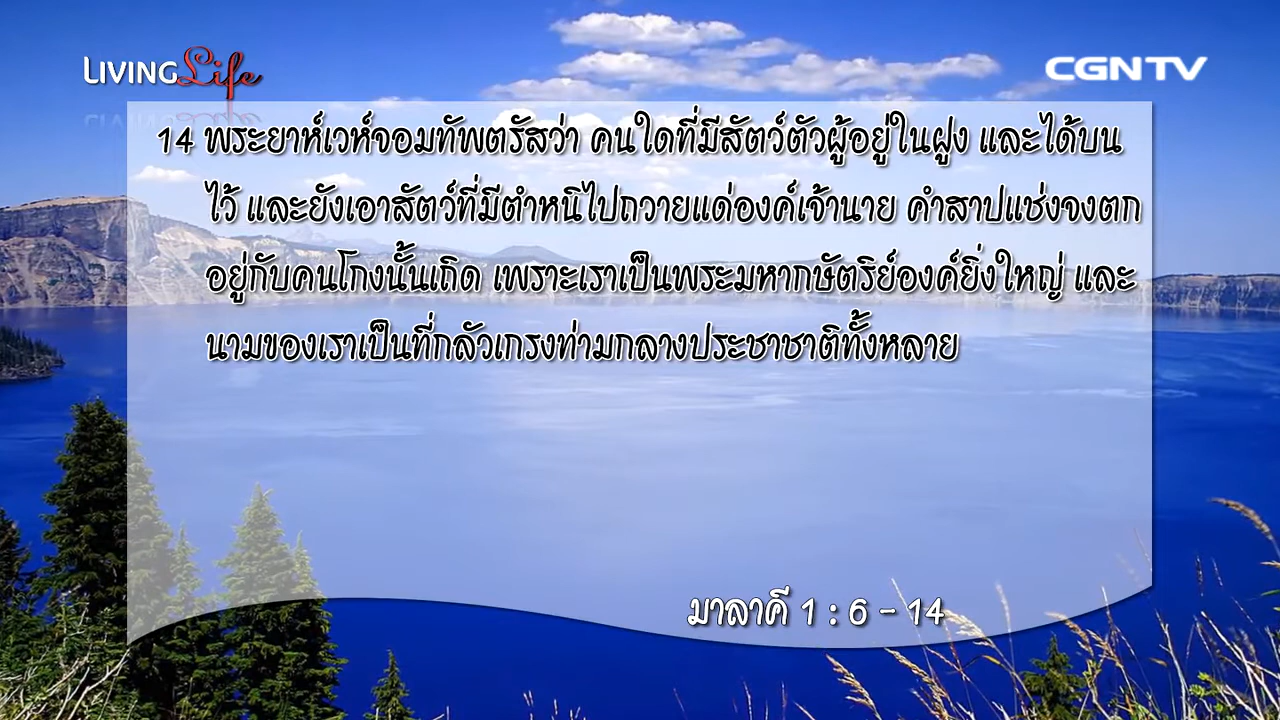 LIVING Life
CGNTV
14 พระยาห์เวห์จอมทัพตรัสว่า คนใดที่มีสัตว์ตัวผู้อยู่ในฝูง และได้บน
ไว้ และยังเอาสัตว์ที่มีตำหนิไปถวายแด่องค์เจ้านาย คำสาปแช่งจงตก
อยู่กับคนโกงนั้นเถิด เพราะเราเป็นพระมหากษัตริย์องค์ยิ่งใหญ่ และ
นามของเราเป็นที่กลัวเกรงท่ามกลางประชาชาติทั้งหลาย
มาลาคี 1 : 6 - 14